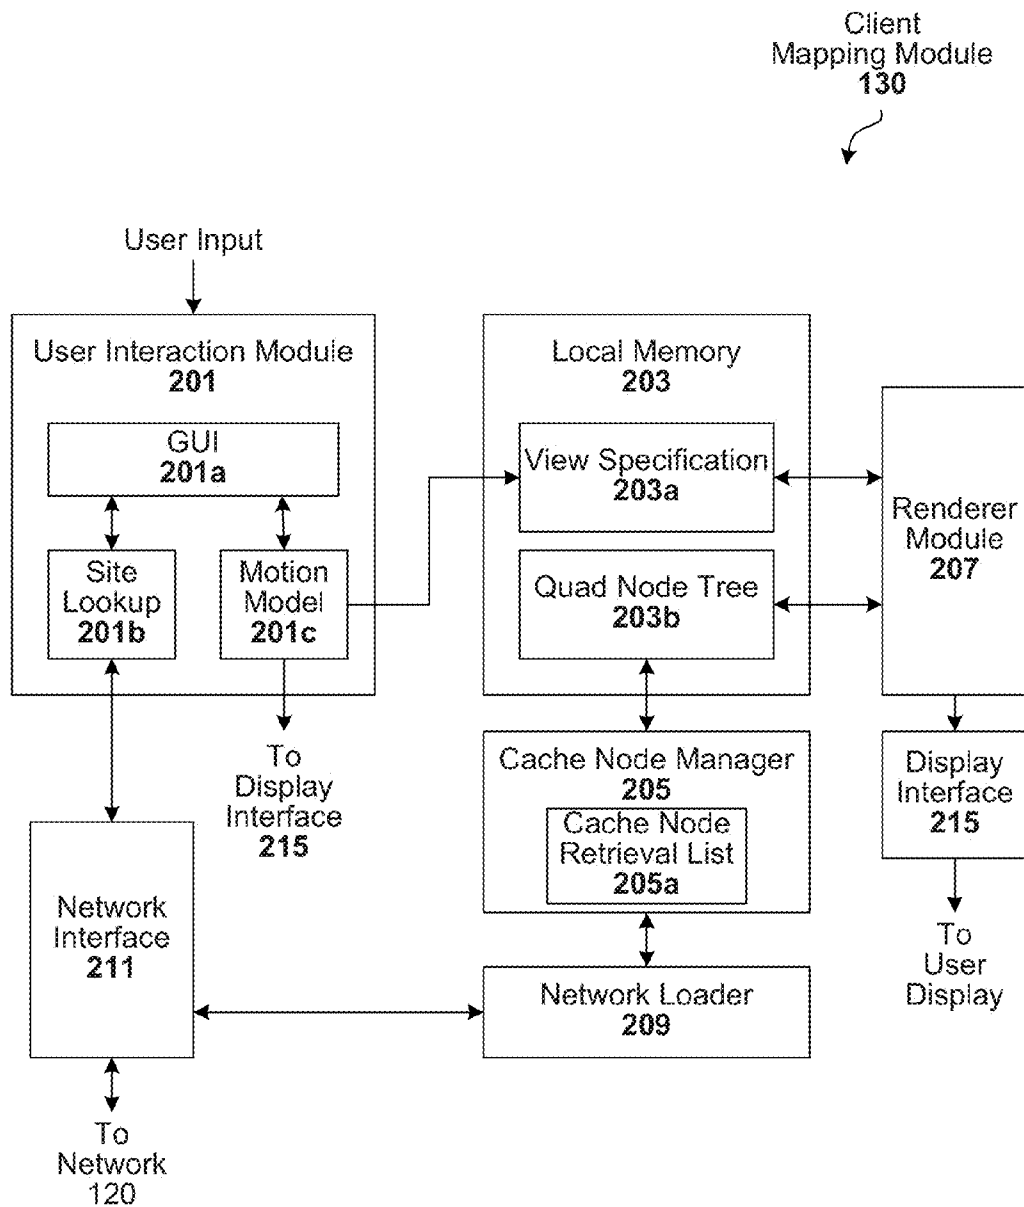 Client
Mapping Module
130
User Input
User Interaction Module
201
GUI
201a
Site
Lookup
201b
Motion
Model
201c
To
Display
Interface
215
Local Memory
203
View Specification
203a
Quad Node Tree
203b
Renderer
Module
207
Cache Node Manager
205
Cache Node
Retrieval List
205a
Display
Interface
215
To
User
Display
Network
Interface
211
Network Loader
209
To
Network
120